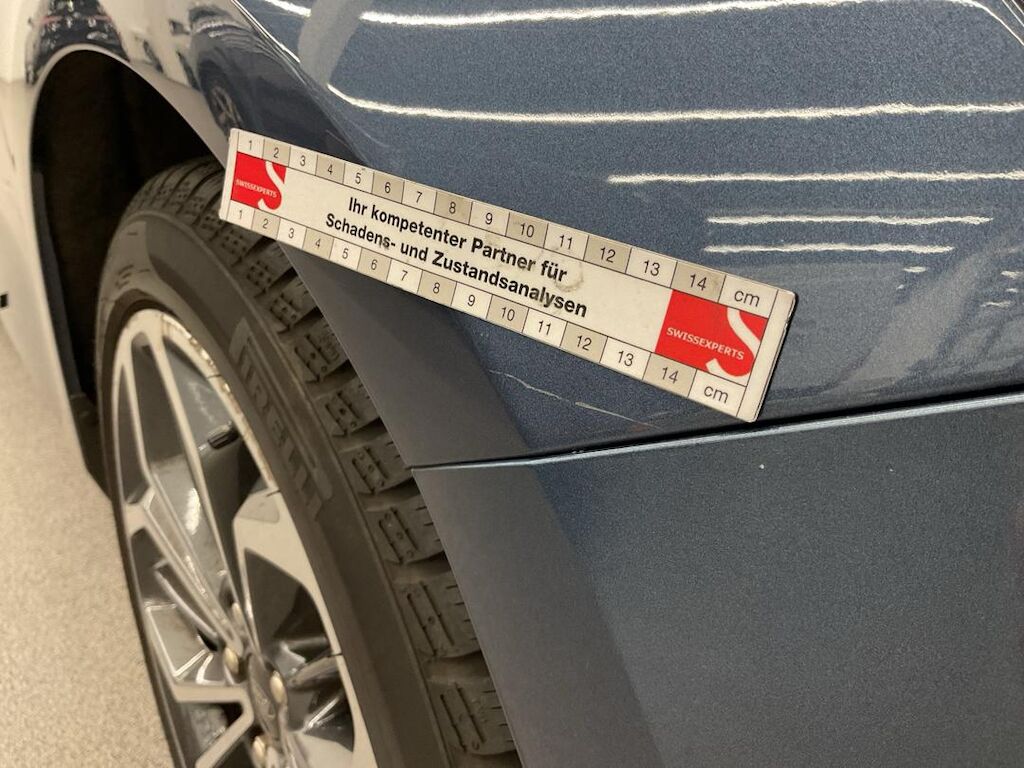 1 2 3 4 5 6 7 8 9 10 11 12 13 14 cm
SWISSEXPERTS
Ihr kompetenter Partner für
Schadens- und Zustandsanalysen
SWISSEXPERTS
1 2 3 4 5 6 7 8 9 10 11 12 13 14 cm
PIRELLI